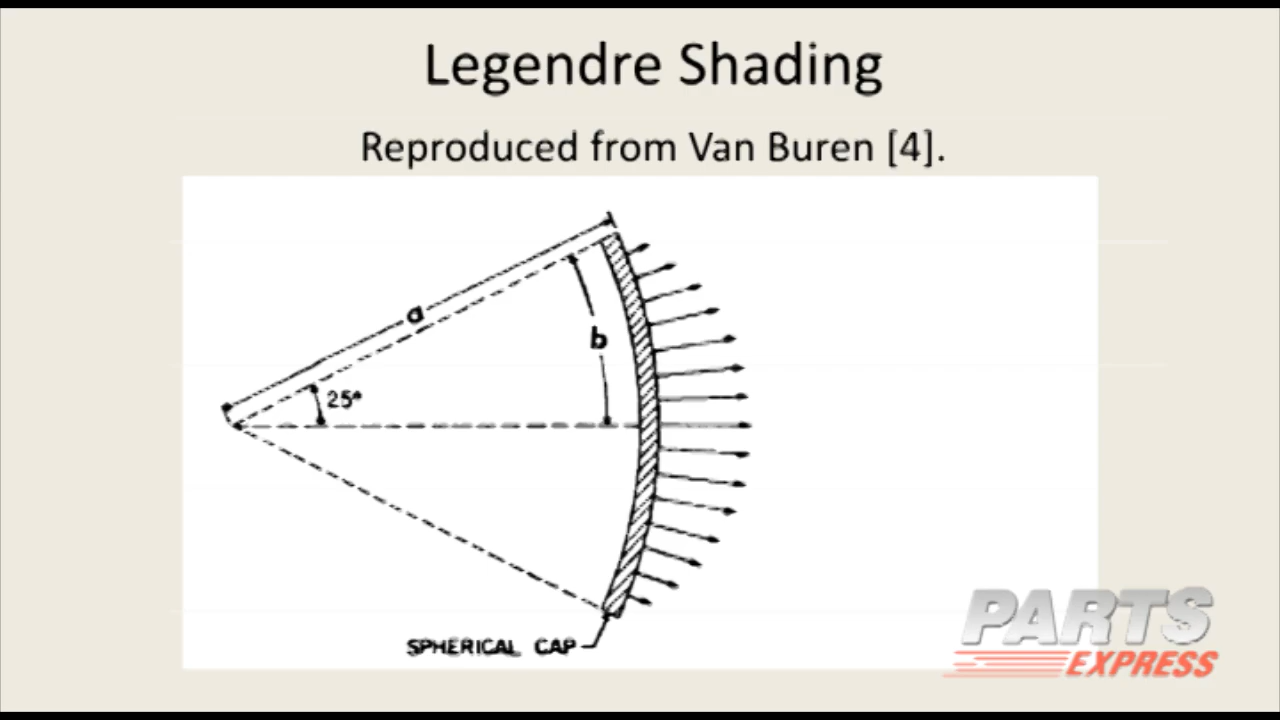 Legendre Shading
Reproduced from Van Buren [4].
a
b
25°
SPHERICAL CAP
PARTS
EXPRESS